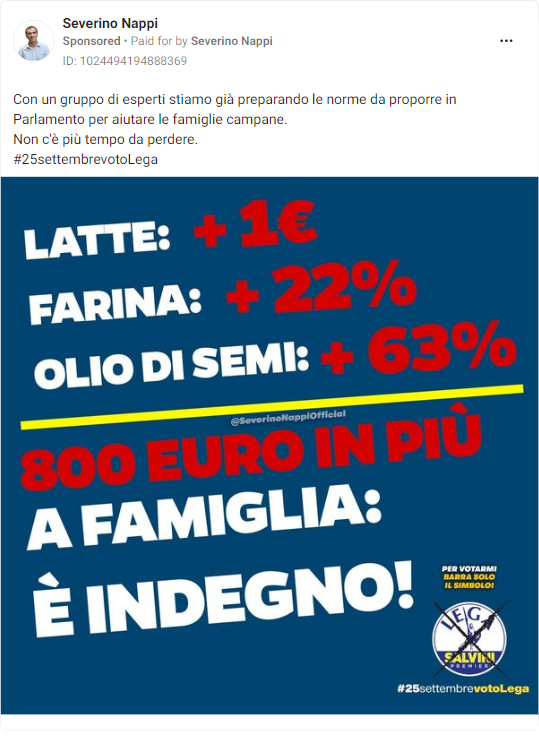 Severino Nappi
Sponsored • Paid for by Severino Nappi
ID: 1024494194888369
Con un gruppo di esperti stiamo già preparando le norme da proporre in
Parlamento per aiutare le famiglie campane.
Non c'è più tempo da perdere.
#25settembrevotoLega
LATTE: + 1€
FARINA: + 22%
OLIO DI SEMI: + 63%
@SeverinoNappiOfficial
800 EURO IN PIÙ
A FAMIGLIA:
È INDEGNO!
PER VOTARMI
BARRA SOLO
IL SIMBOLO!
LEGA
SALVINI
PREMIER
#25settembrevotoLega